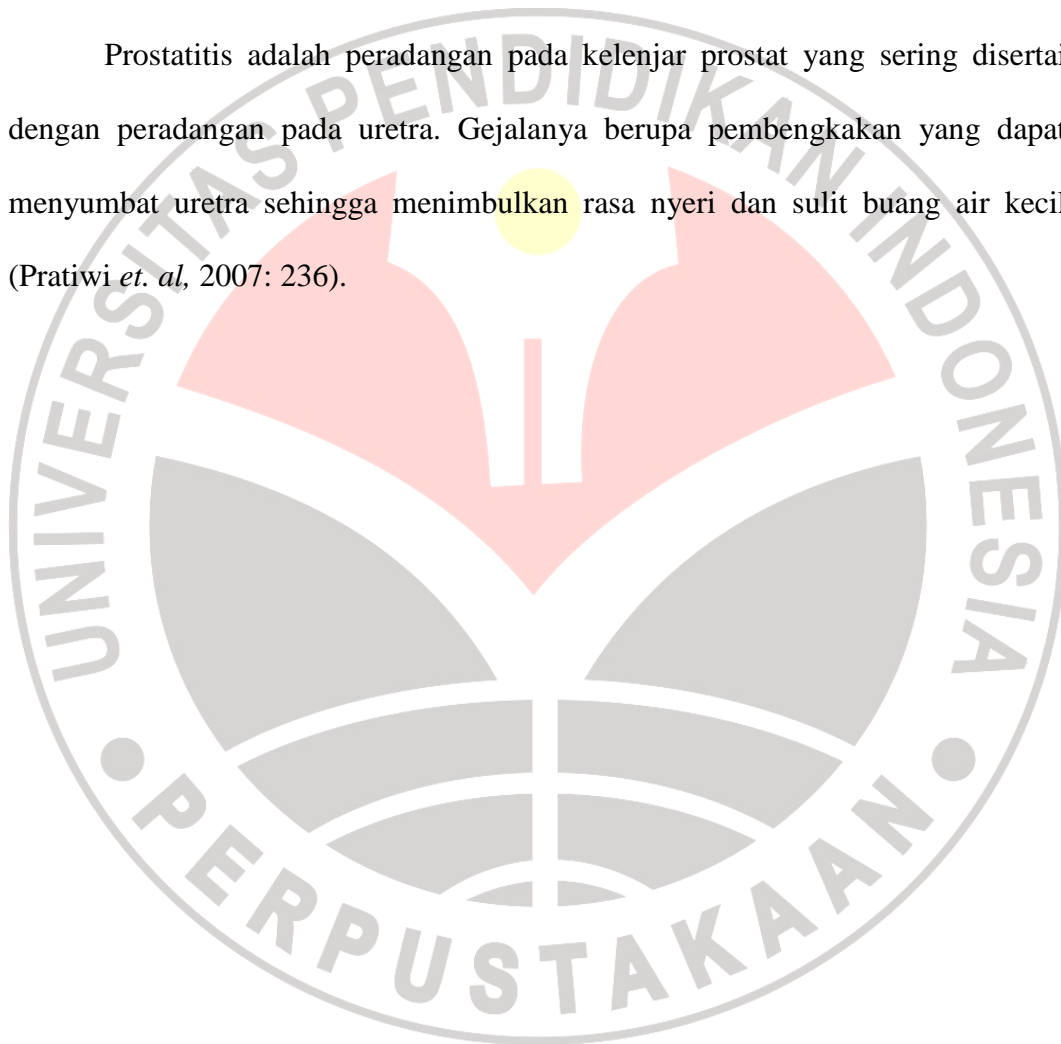 Prostatitis adalah peradangan pada kelenjar prostat yang sering disertai
dengan peradangan pada uretra. Gejalanya berupa pembengkakan yang dapat
menyumbat uretra sehingga menimbulkan rasa nyeri dan sulit buang air kecil
(Pratiwi et. al, 2007: 236).
UNIVERSITAS PENDIDIKAN INDONESIA
PERPUSTAKAAN